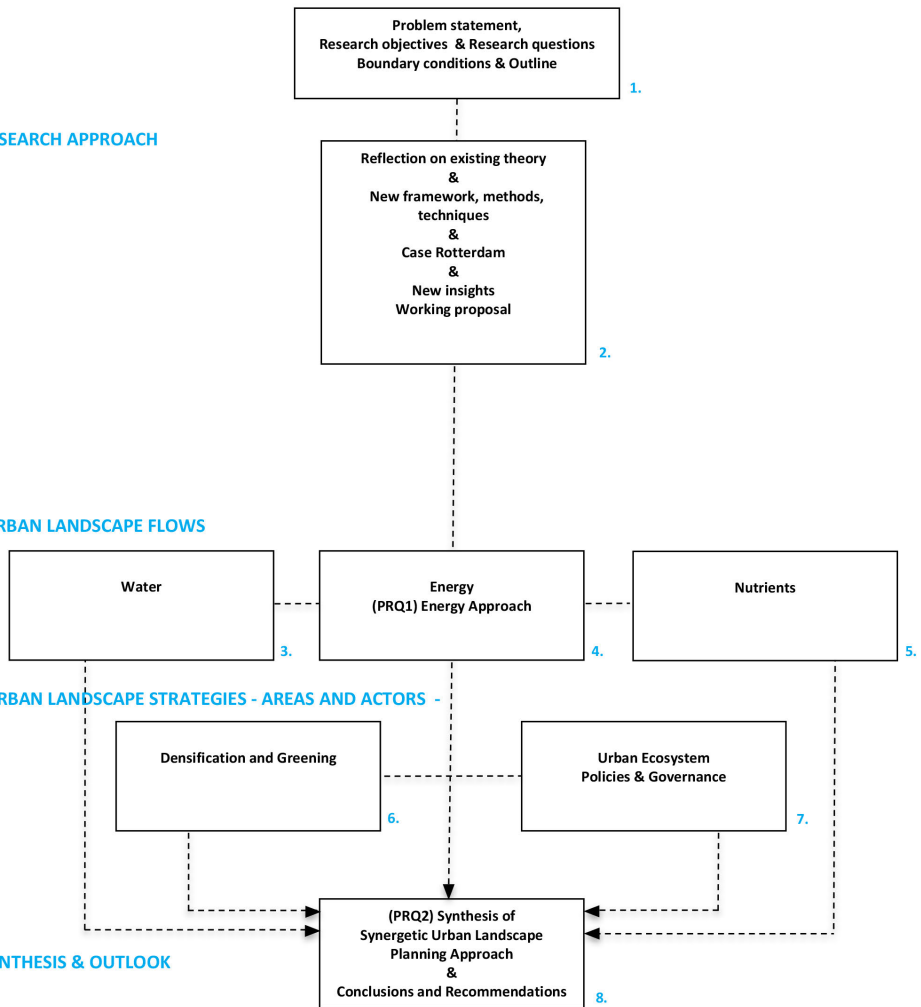 Problem statement,
Research objectives & Research questions
Boundary conditions & Outline
1.
SEARCH APPROACH
Reflection on existing theory
&
New framework, methods,
techniques
&
Case Rotterdam
&
New insights
Working proposal
2.
RBAN LANDSCAPE FLOWS
Water
3.
Energy
(PRQ1) Energy Approach
4.
Nutrients
5.
RBAN LANDSCAPE STRATEGIES - AREAS AND ACTORS -
Densification and Greening
6.
Urban Ecosystem
Policies & Governance
7.
(PRQ2) Synthesis of
Synergetic Urban Landscape
Planning Approach
&
Conclusions and Recommendations
8.
NTHESIS & OUTLOOK